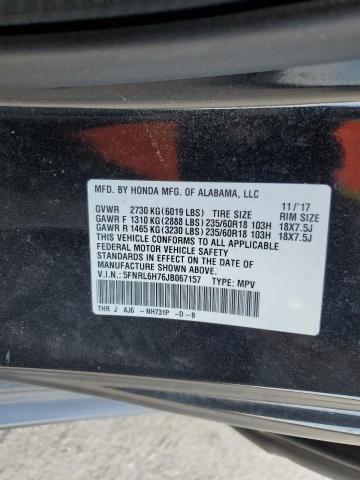 MFD. BY HONDA MFG. OF ALABAMA, LLC 11/'17
GVWR 2730 KG(6019 LBS) TIRE SIZE RIM SIZE
GAWR F 1310 KG(2888 LBS)235/60R18 103H 18X7.5J
GAWR R 1465 KG(3230 LBS)235/60R18 103H 18X7.5J
THIS VEHICLE CONFORMS TO ALL APPLICABLE
FEDERAL MOTOR VEHICLE SAFETY
STANDARDS IN EFFECT ON THE DATE OF
MANUFACTURE SHOWN ABOVE.
V.I.N.: 5FNRL6H76JB067157 TYPE: MPV
THR J AJ6 -NH731P -D -B